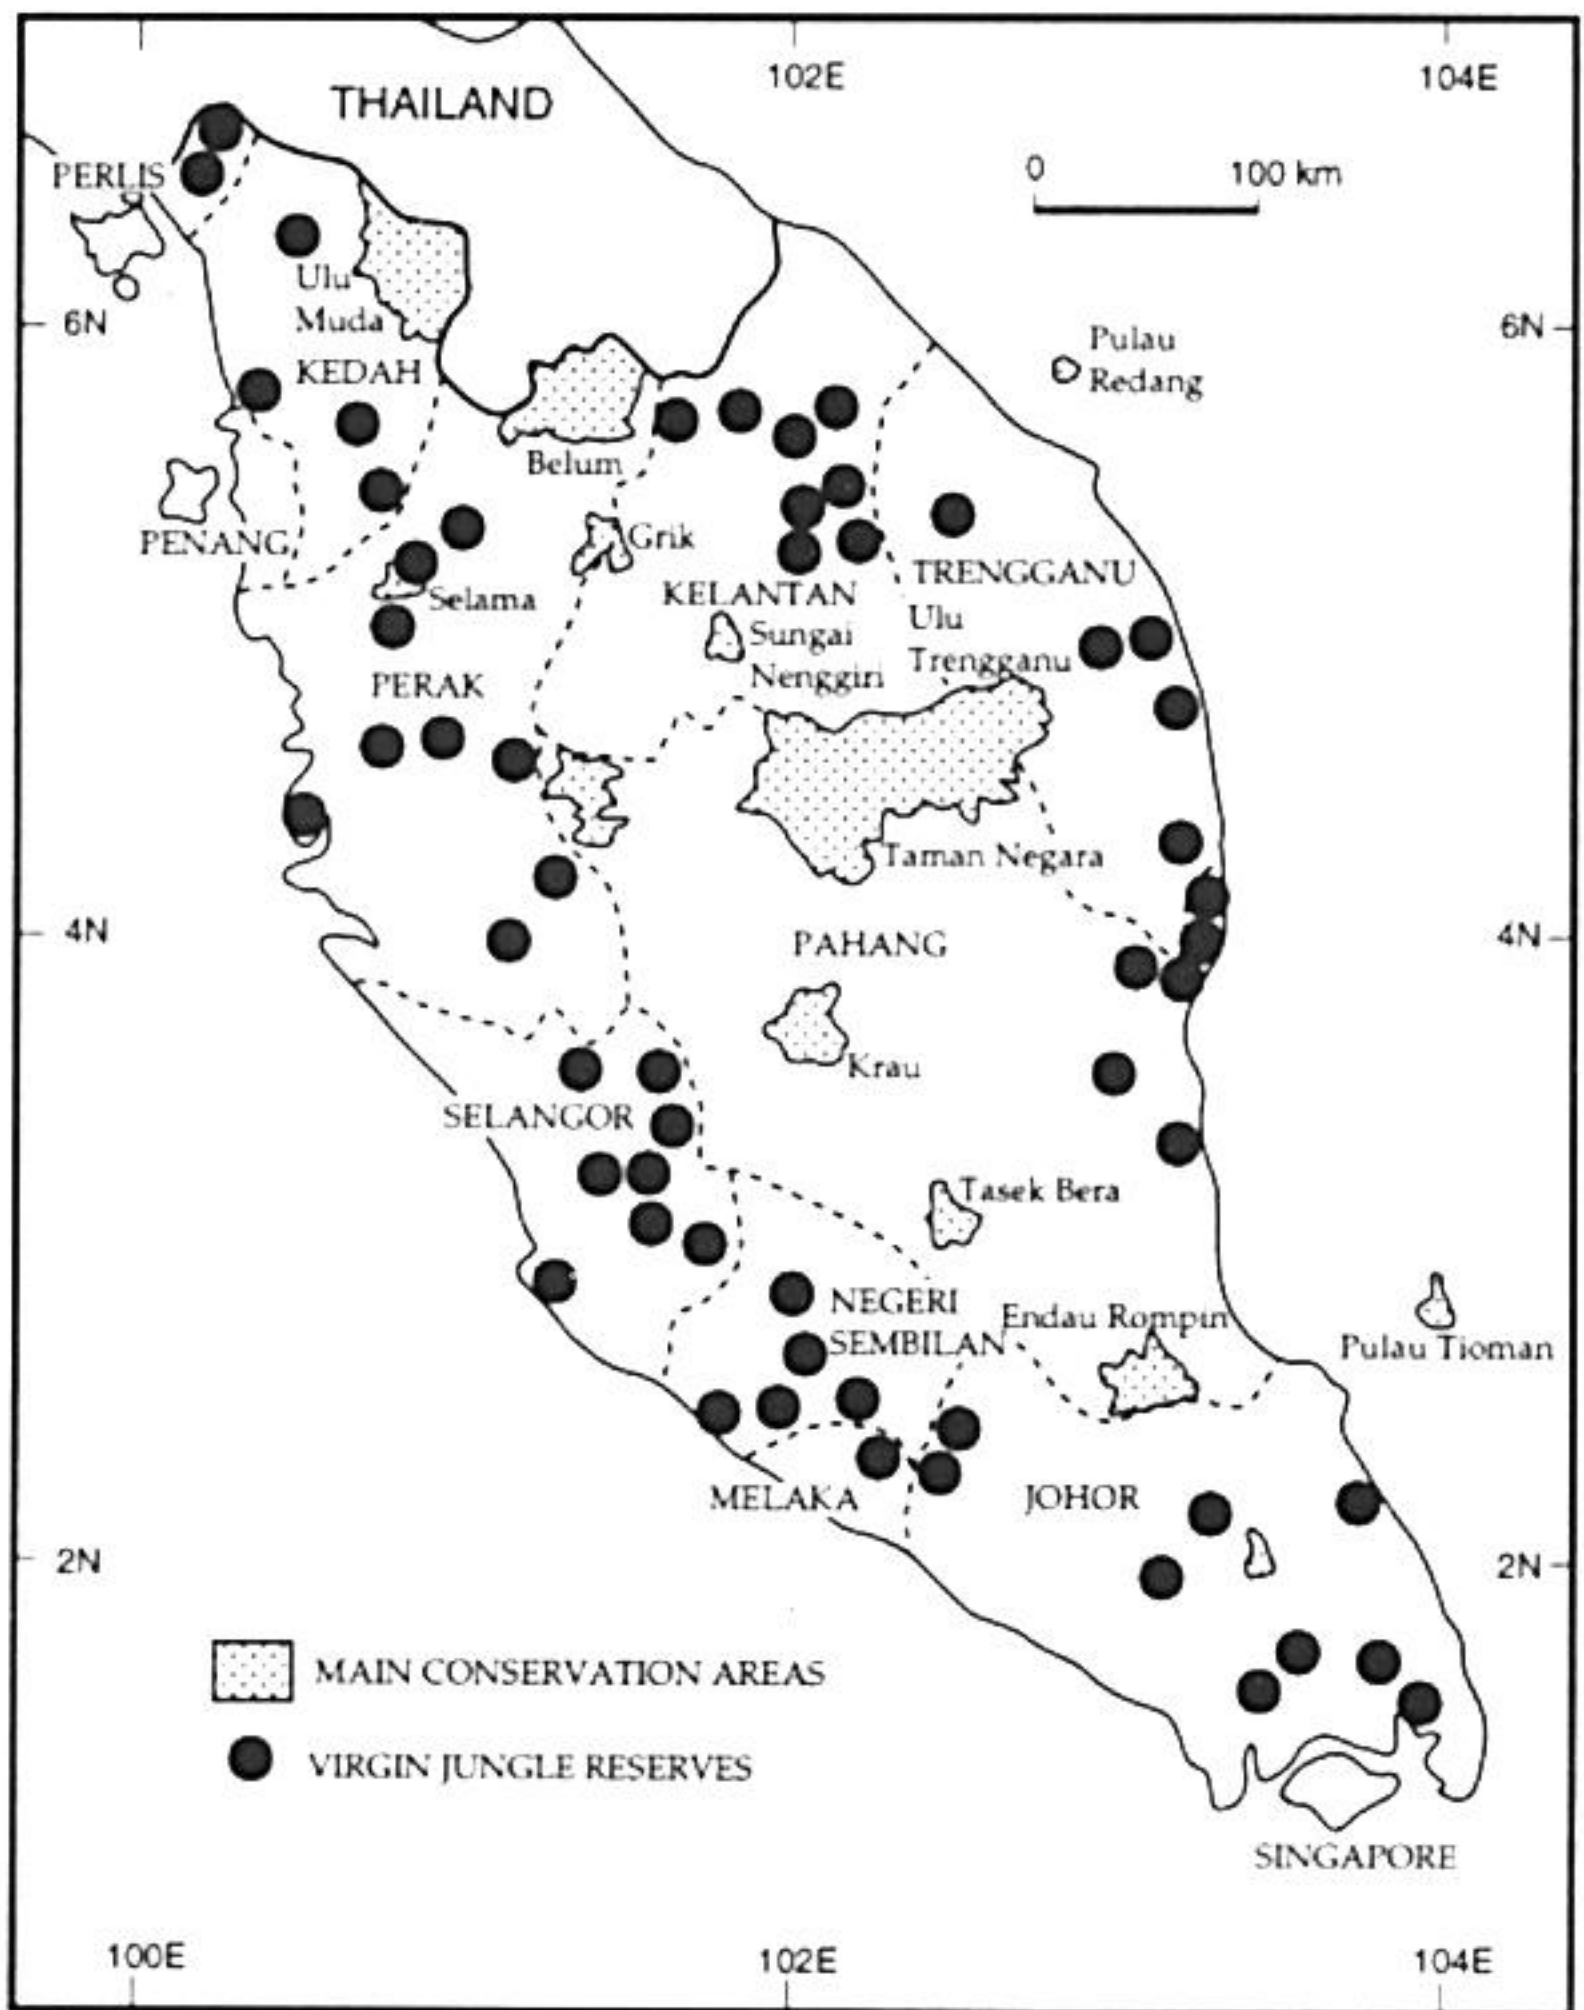 102E
104E
THAILAND
0
100 km
PERLIS
Ulu
Muda
6N
6N
Pulau
Redang
KEDAH
Belum
PENANG
Grik
TRENGGANU
KELANTAN
Selama
Ulu
Trengganu
Sungai
Nenggiri
PERAK
Taman Negara
4N
PAHANG
4N
Krau
SELANGOR
Tasek Bera
NEGERI
SEMBILAN
Endau Rompin
Pulau Tioman
MELAKA
JOHOR
2N
2N
MAIN CONSERVATION AREAS
VIRGIN JUNGLE RESERVES
SINGAPORE
100E
102E
104E